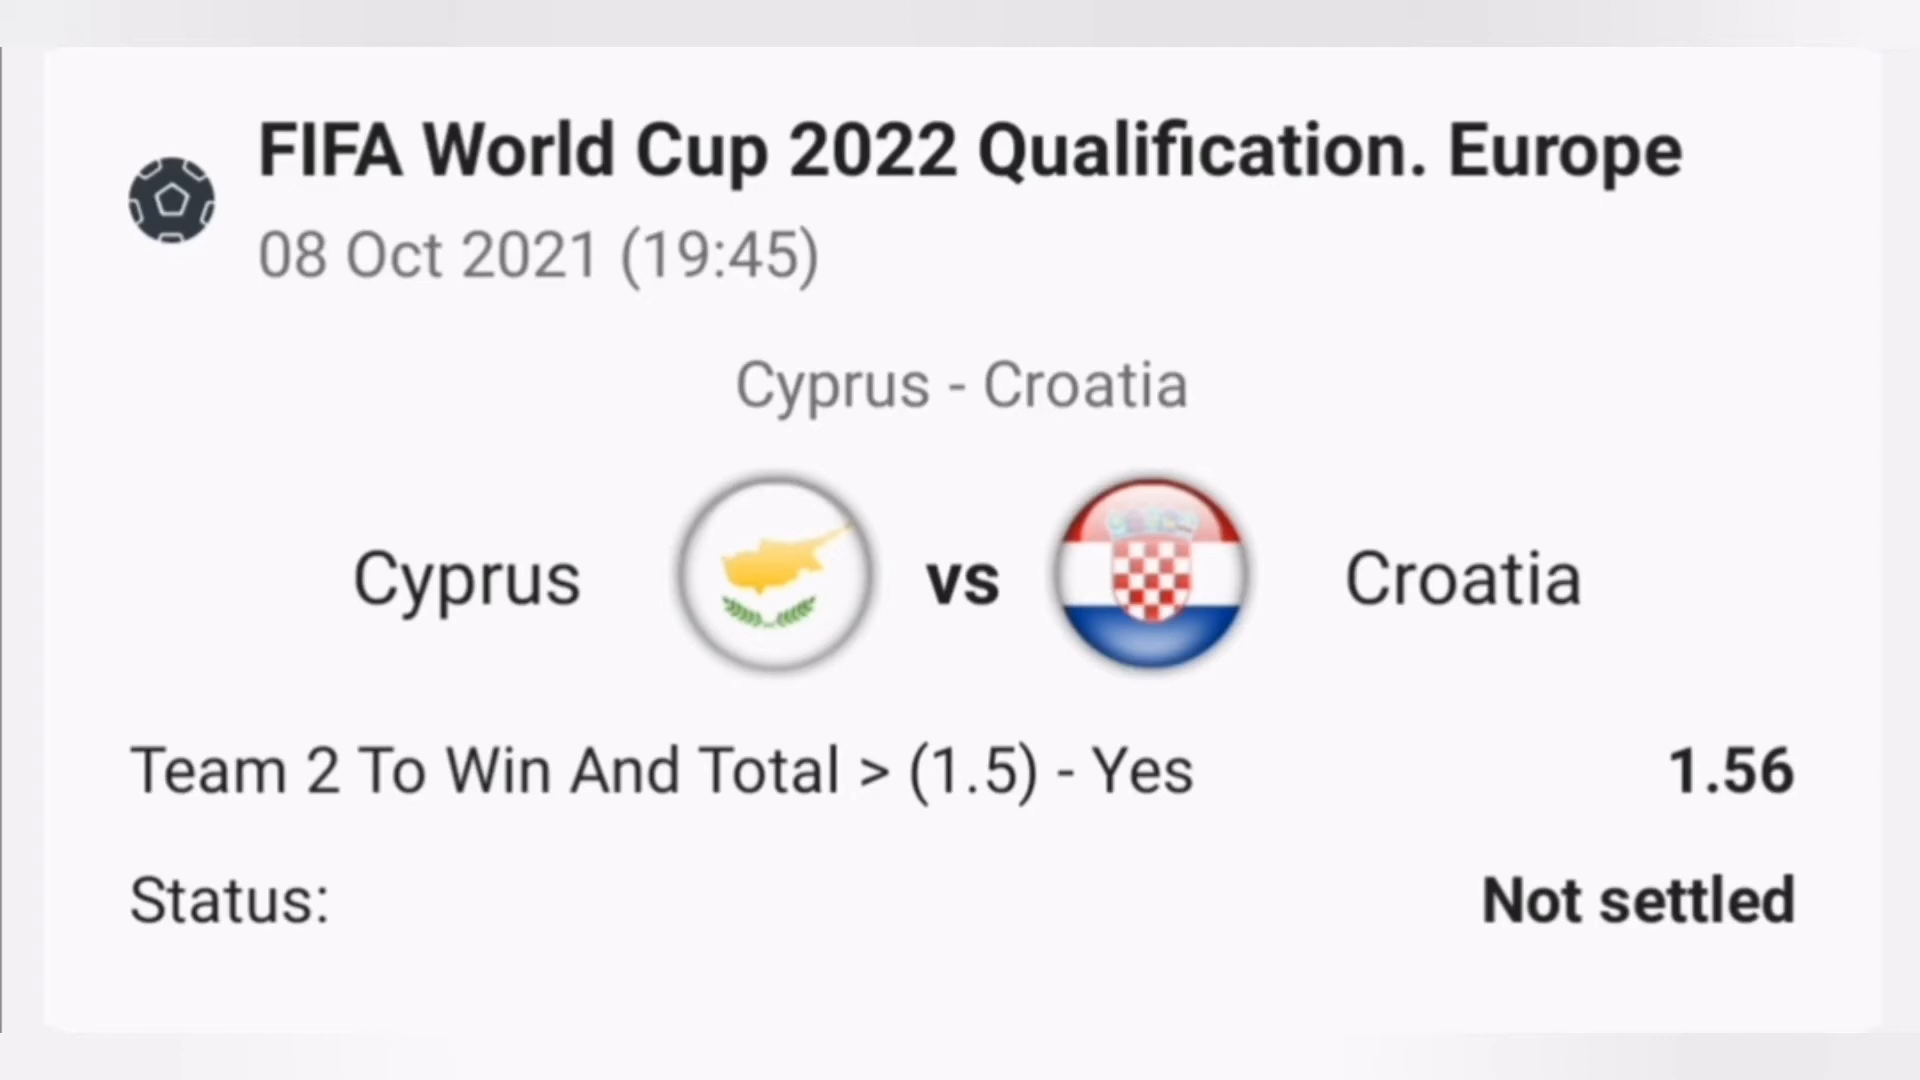 FIFA World Cup 2022 Qualification. Europe
08 Oct 2021 (19:45)
Cyprus - Croatia
Cyprus vs Croatia
Team 2 To Win And Total > (1.5) - Yes 1.56
Status: Not settled